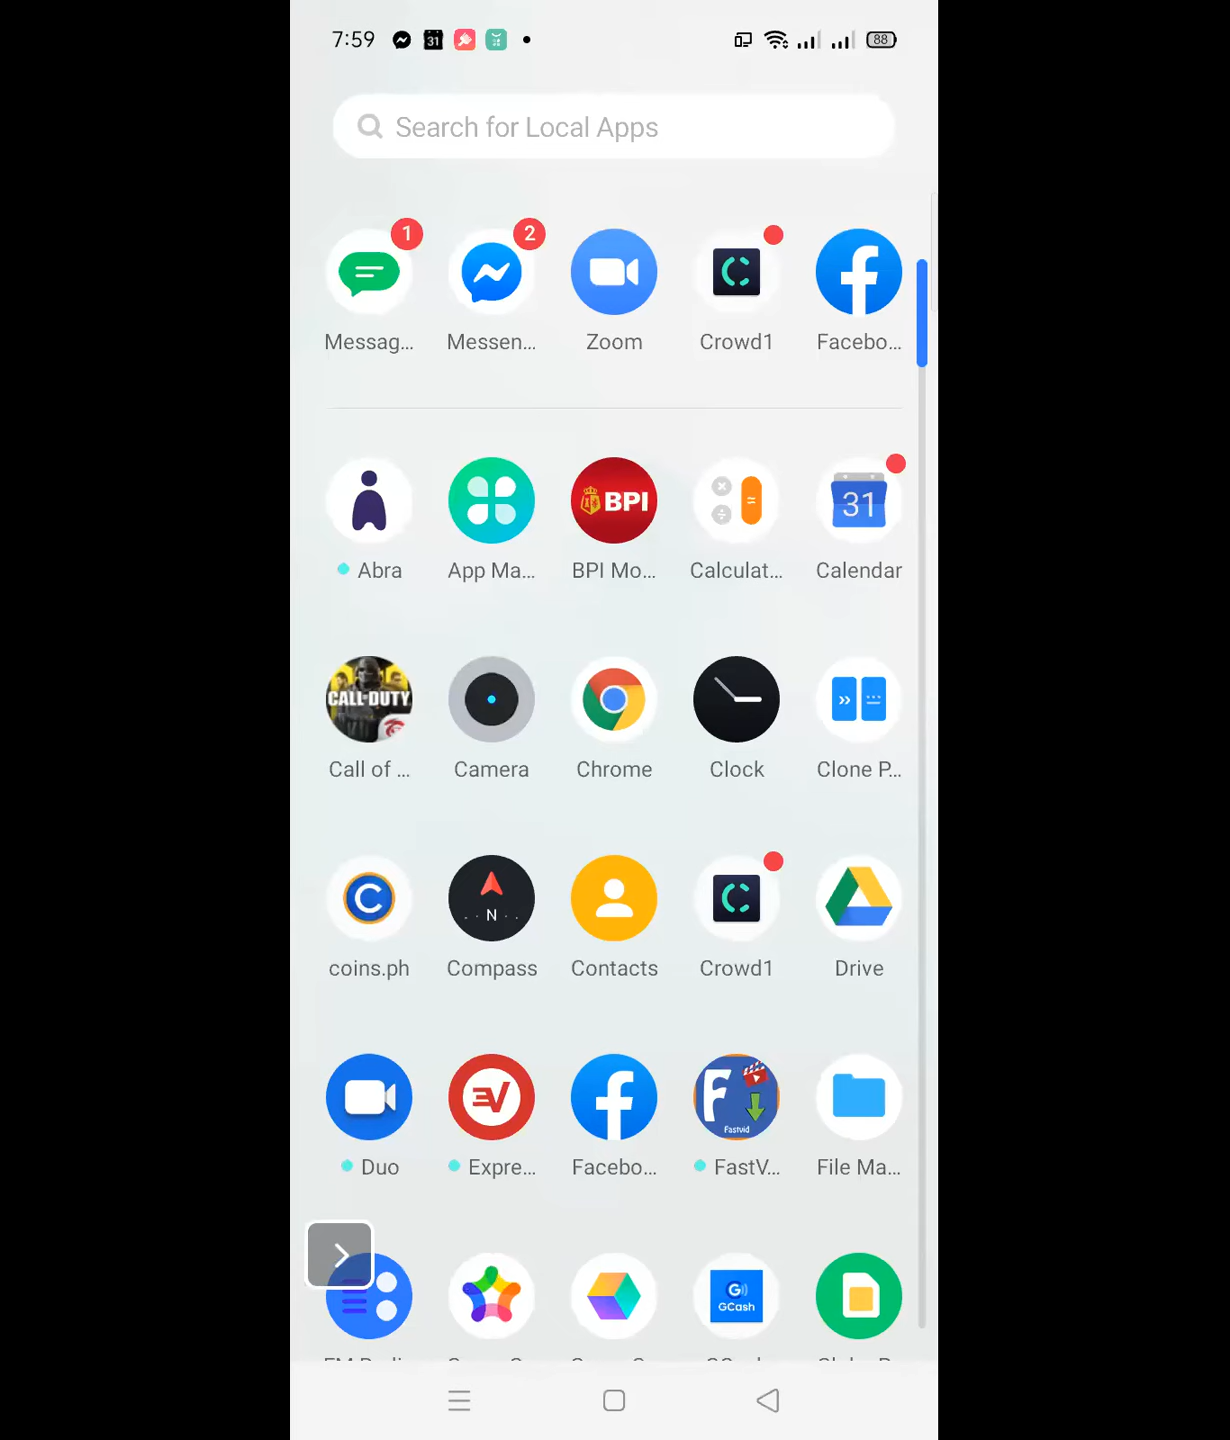 7:59 31 88
Search for Local Apps
1 2
Messag... Messen... Zoom Crowd1 Facebo...
BPI 31
Abra App Ma... BPI Mo... Calculat... Calendar
CALL OF DUTY
Call of ... Camera Chrome Clock Clone P...
N
coins.ph Compass Contacts Crowd1 Drive
Fastvid
Duo Expre... Facebo... FastV... File Ma...
GCash